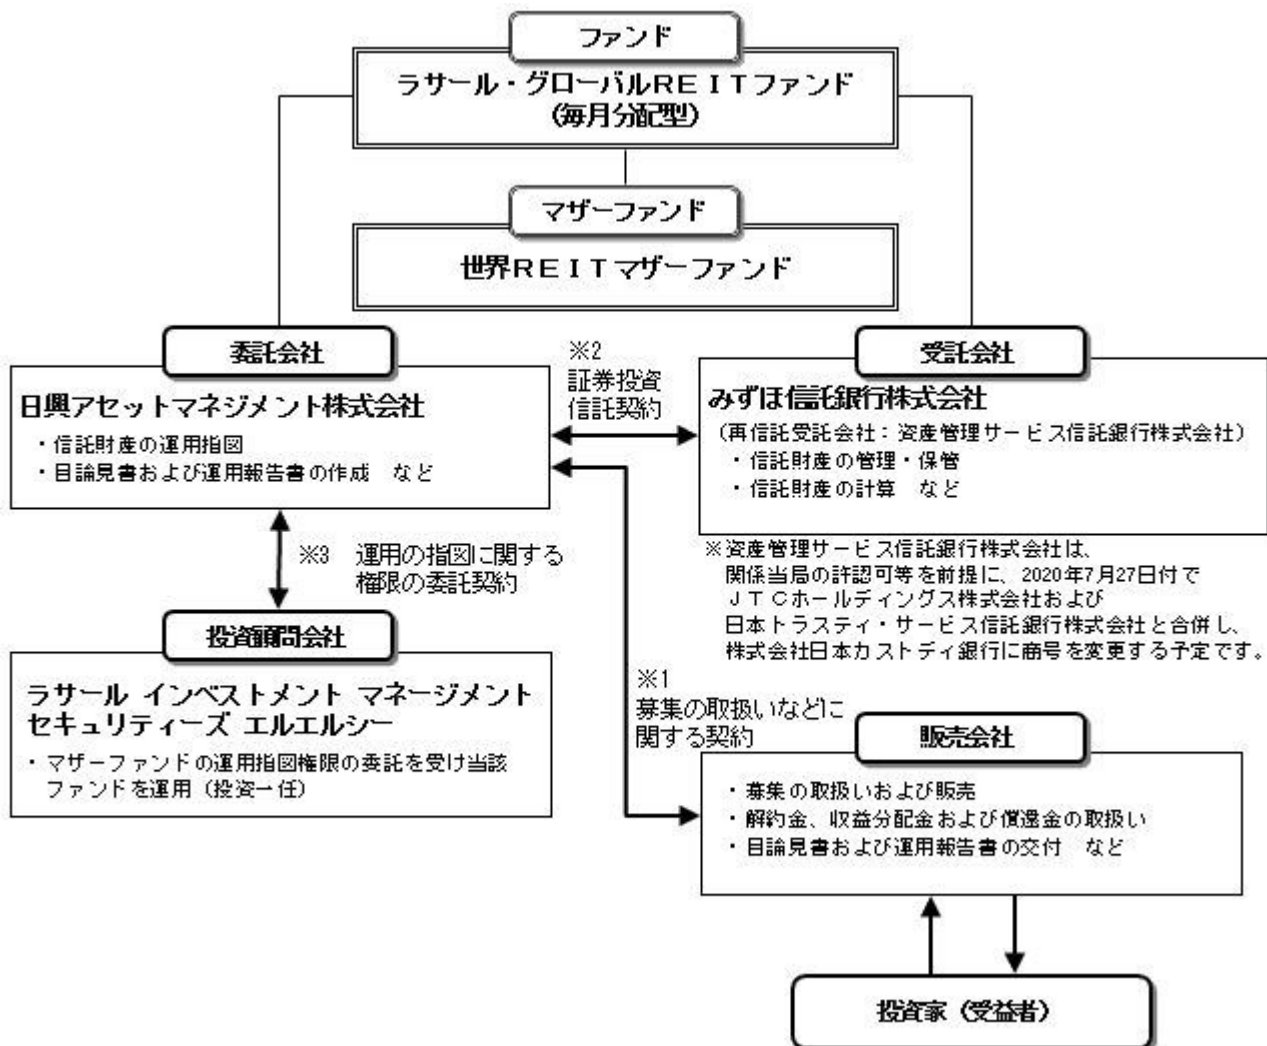 ファンド
ラサール・グローバルＲＥＩＴファンド
（毎月分配型）
マザーファンド
世界ＲＥＩＴマザーファンド
委託会社
日興アセットマネジメント株式会社
・信託財産の運用指図
・目論見書および運用報告書の作成　など
※2
証券投資
信託契約
受託会社
みずほ信託銀行株式会社
（再信託受託会社：資産管理サービス信託銀行株式会社）
・信託財産の管理・保管
・信託財産の計算　など
※資産管理サービス信託銀行株式会社は、
関係当局の許認可等を前提に、2020年7月27日付で
ＪＴＣホールディングス株式会社および
日本トラスティ・サービス信託銀行株式会社と合併し、
株式会社日本カストディ銀行に商号を変更する予定です。
※3　運用の指図に関する
権限の委託契約
投資顧問会社
ラサール インベストメント マネージメント
セキュリティーズ エルエルシー
・マザーファンドの運用指図権限の委託を受け当該
ファンドを運用（投資一任）
※1
募集の取扱いなどに
関する契約
販売会社
・募集の取扱いおよび販売
・解約金、収益分配金および償還金の取扱い
・目論見書および運用報告書の交付　など
投資家（受益者）